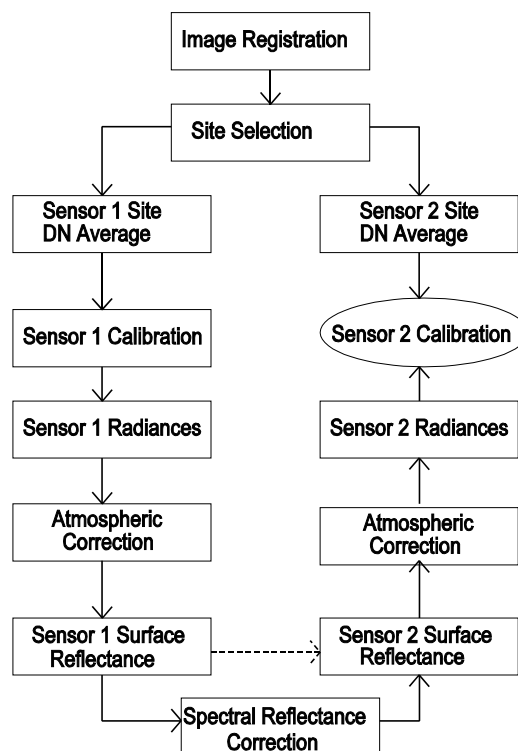 Image Registration
Site Selection
Sensor 1 Site
DN Average
Sensor 2 Site
DN Average
Sensor 1 Calibration
Sensor 2 Calibration
Sensor 1 Radiances
Sensor 2 Radiances
Atmospheric
Correction
Atmospheric
Correction
Sensor 1 Surface
Reflectance
Sensor 2 Surface
Reflectance
Spectral Reflectance
Correction